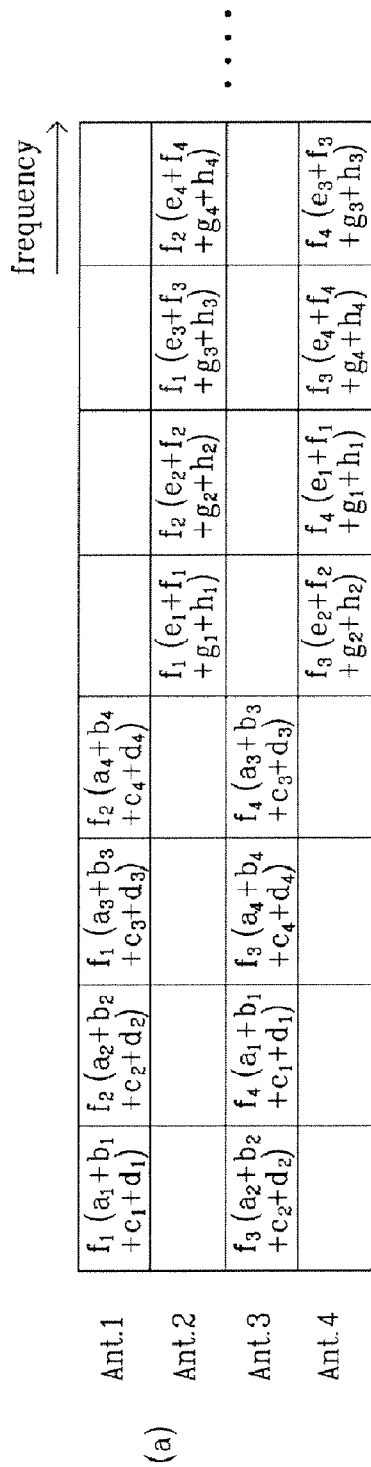 frequency
(a)
Ant.1
f₁ (a₁+b₁
+c₁+d₁)
f₂ (a₂+b₂
+c₂+d₂)
f₁ (a₃+b₃
+c₃+d₃)
f₂ (a₄+b₄
+c₄+d₄)
Ant.2
f₁ (e₁+f₁
+g₁+h₁)
f₂ (e₂+f₂
+g₂+h₂)
f₁ (e₃+f₃
+g₃+h₃)
f₂ (e₄+f₄
+g₄+h₄)
Ant.3
f₃ (a₂+b₂
+c₂+d₂)
f₄ (a₁+b₁
+c₁+d₁)
f₃ (a₄+b₄
+c₄+d₄)
f₄ (a₃+b₃
+c₃+d₃)
Ant.4
f₃ (e₂+f₂
+g₂+h₂)
f₄ (e₁+f₁
+g₁+h₁)
f₃ (e₄+f₄
+g₄+h₄)
f₄ (e₃+f₃
+g₃+h₃)